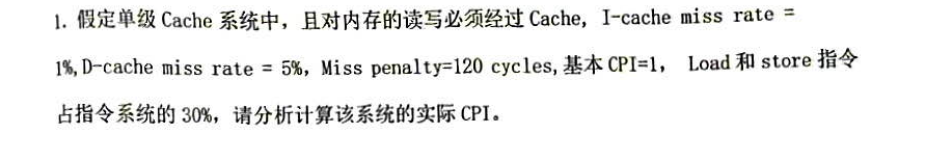 1. 假定单级 Cache 系统中，且对内存的读写必须经过 Cache, I-cache miss rate =
1%, D-cache miss rate = 5%, Miss penalty=120 cycles, 基本 CPI=1， Load 和 store 指令
占指令系统的 30%，请分析计算该系统的实际 CPI。